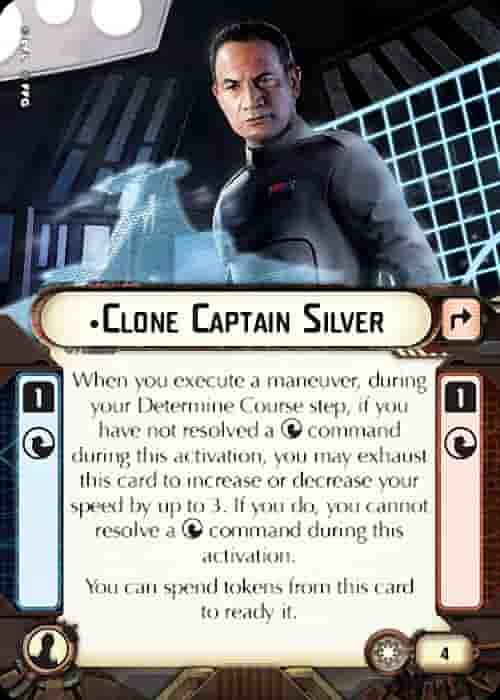 •CLONE CAPTAIN SILVER
1
1
When you execute a maneuver, during
your Determine Course step, if you
have not resolved a command
during this activation, you may exhaust
this card to increase or decrease your
speed by up to 3. If you do, you cannot
resolve a command during this
activation.
You can spend tokens from this card
to ready it.
4
FFG